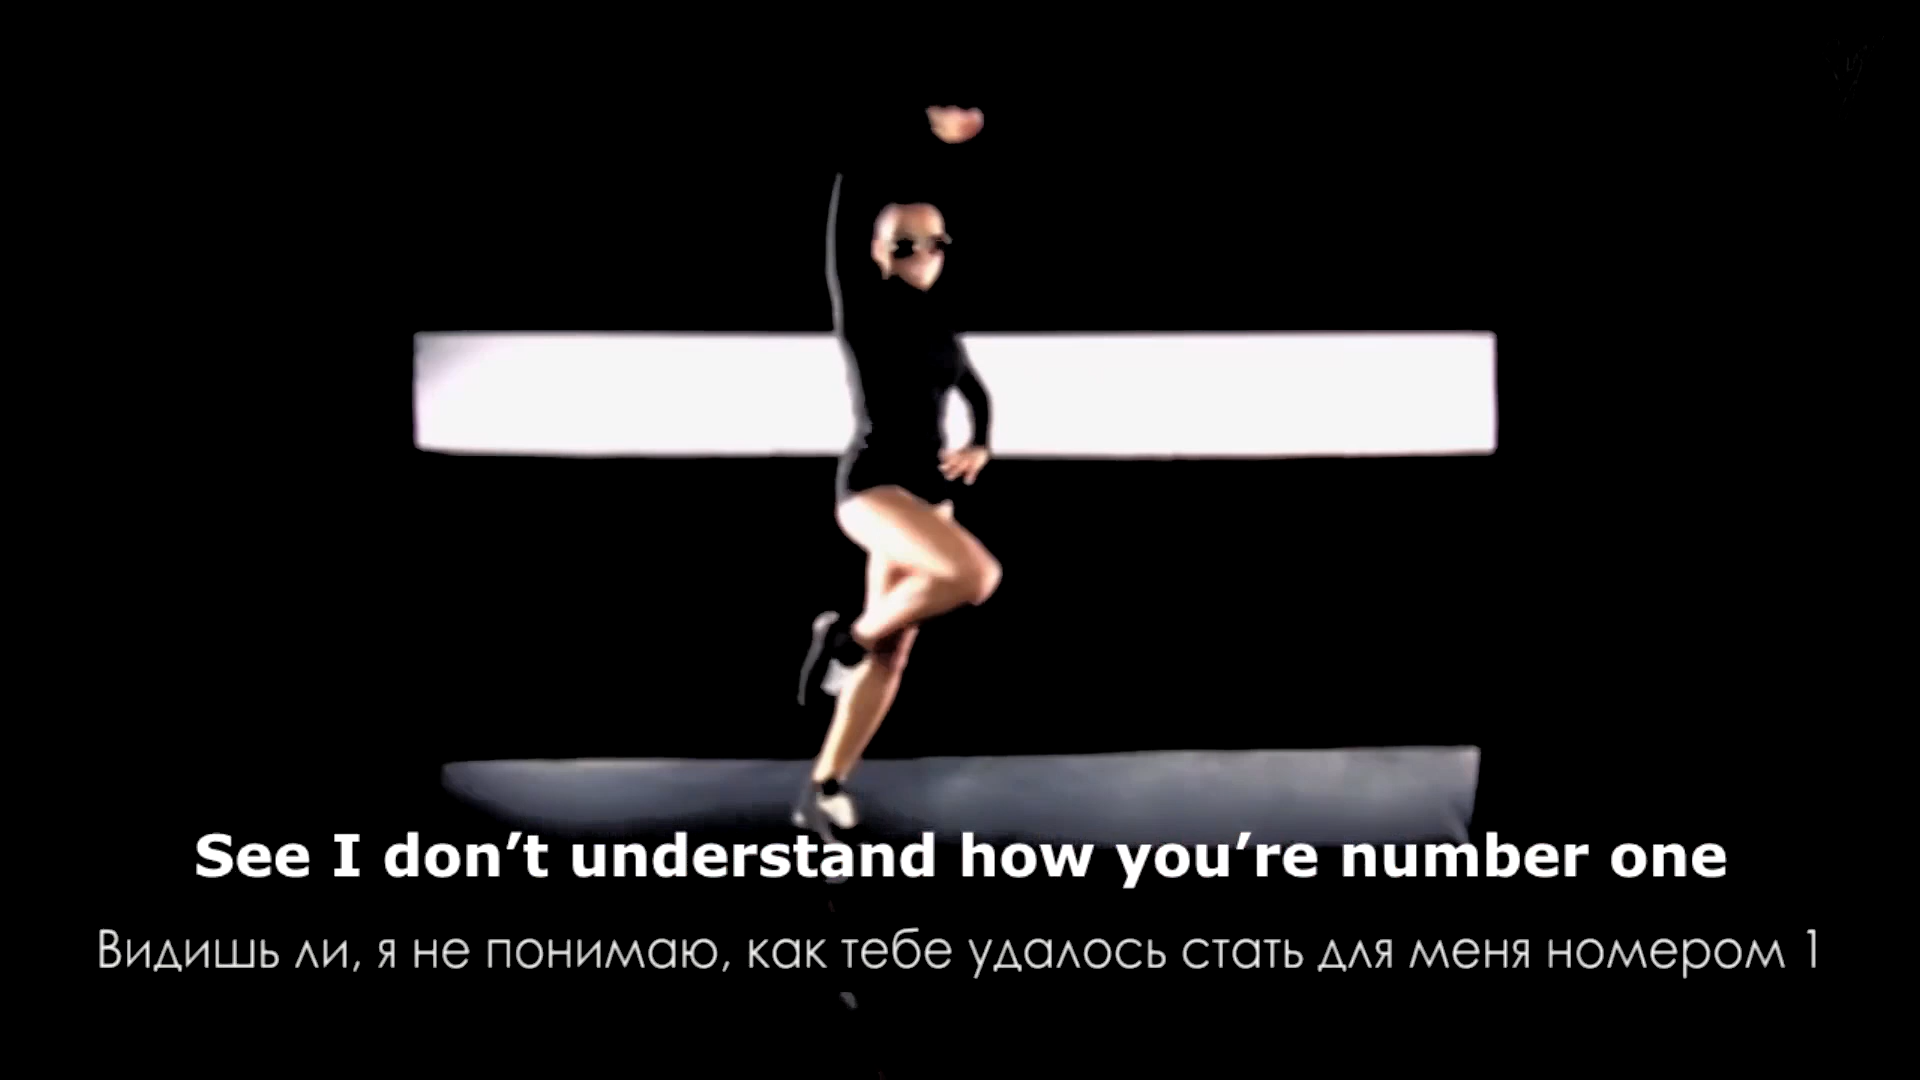 See I don’t understand how you’re number one
Видишь ли, я не понимаю, как тебе удалось стать для меня номером 1